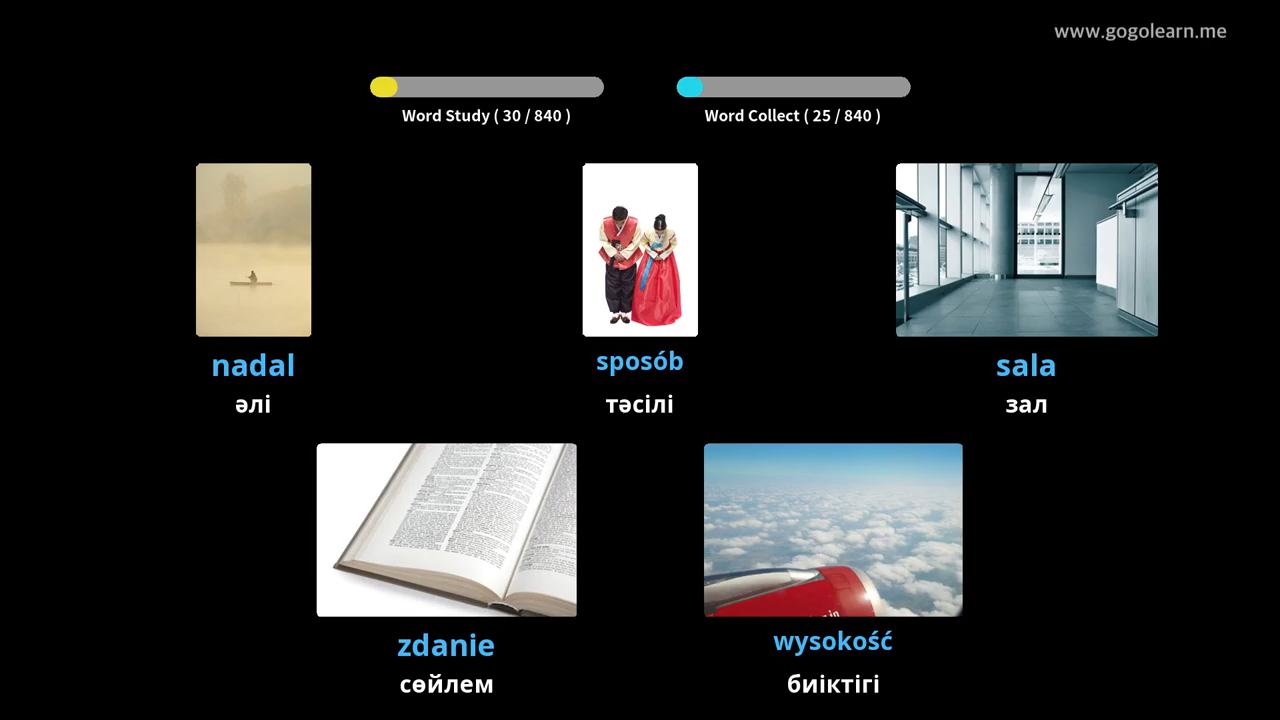 www.gogolearn.me
Word Study ( 30 / 840 )
Word Collect ( 25 / 840 )
nadal
әлі
sposób
тәсілі
sala
зал
zdanie
сөйлем
wysokość
биіктігі